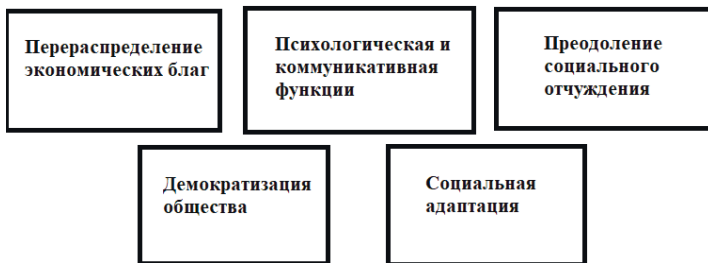 Перераспределение
экономических благ
Психологическая и
коммуникативная
функции
Преодоление
социального
отчуждения
Демократизация
общества
Социальная
адаптация